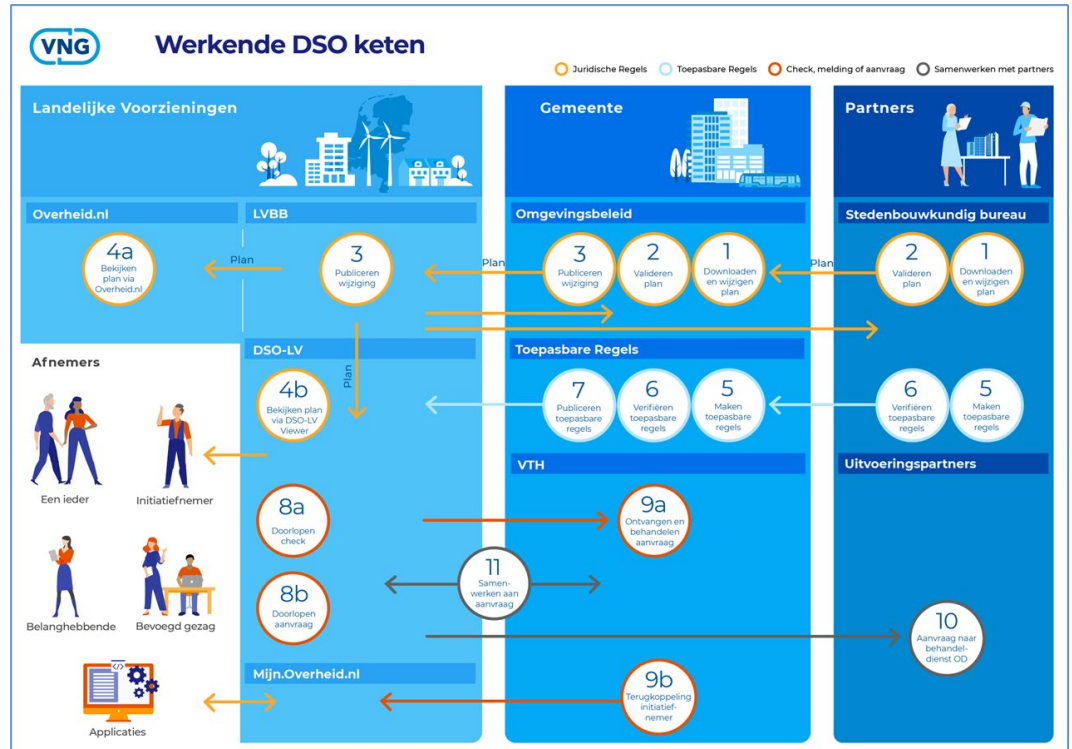 VNG
Werkende DSO keten
Juridische Regels
Toepasbare Regels
Check, melding of aanvraag
Samenwerken met partners
Landelijke Voorzieningen
Gemeente
Partners
Overheid.nl
LVBB
Omgevingsbeleid
Stedenbouwkundig bureau
4a
Bekijken
plan via
Overheid.nl
Plan
3
Publiceren
wijziging
Plan
3
Publiceren
wijziging
2
Valideren
plan
1
Downloaden
en wijzigen
plan
Plan
2
Valideren
plan
1
Downloaden
en wijzigen
plan
Afnemers
DSO-LV
Toepasbare Regels
Plan
4b
Bekijken plan
via DSO-LV
Viewer
7
Publiceren
toepasbare
regels
6
Verifiëren
toepasbare
regels
5
Maken
toepasbare
regels
6
Verifiëren
toepasbare
regels
5
Maken
toepasbare
regels
Een ieder
Initiatiefnemer
VTH
Uitvoeringspartners
8a
Doorlopen
check
9a
Ontvangen en
behandelen
aanvraag
11
Samen-
werken aan
aanvraag
8b
Doorlopen
aanvraag
Belanghebbende
Bevoegd gezag
10
Aanvraag naar
behandel-
dienst OD
Mijn.Overheid.nl
9b
Terugkoppeling
initiatief-
nemer
</>
Applicaties